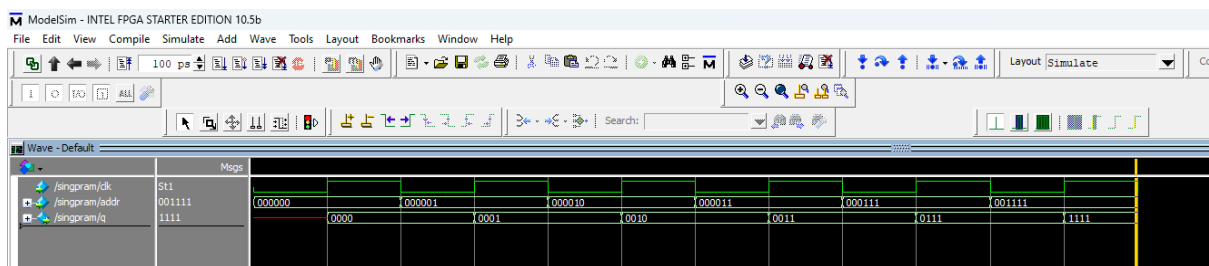 ModelSim - INTEL FPGA STARTER EDITION 10.5b
File Edit View Compile Simulate Add Wave Tools Layout Bookmarks Window Help
100 ps Layout Simulate
ALL
Search:
Wave - Default
Msgs
/singpram/clk St1
/singpram/addr 001111 000000 000001 000010 000011 000111 001111
/singpram/q 1111 0000 0001 0010 0011 0111 1111